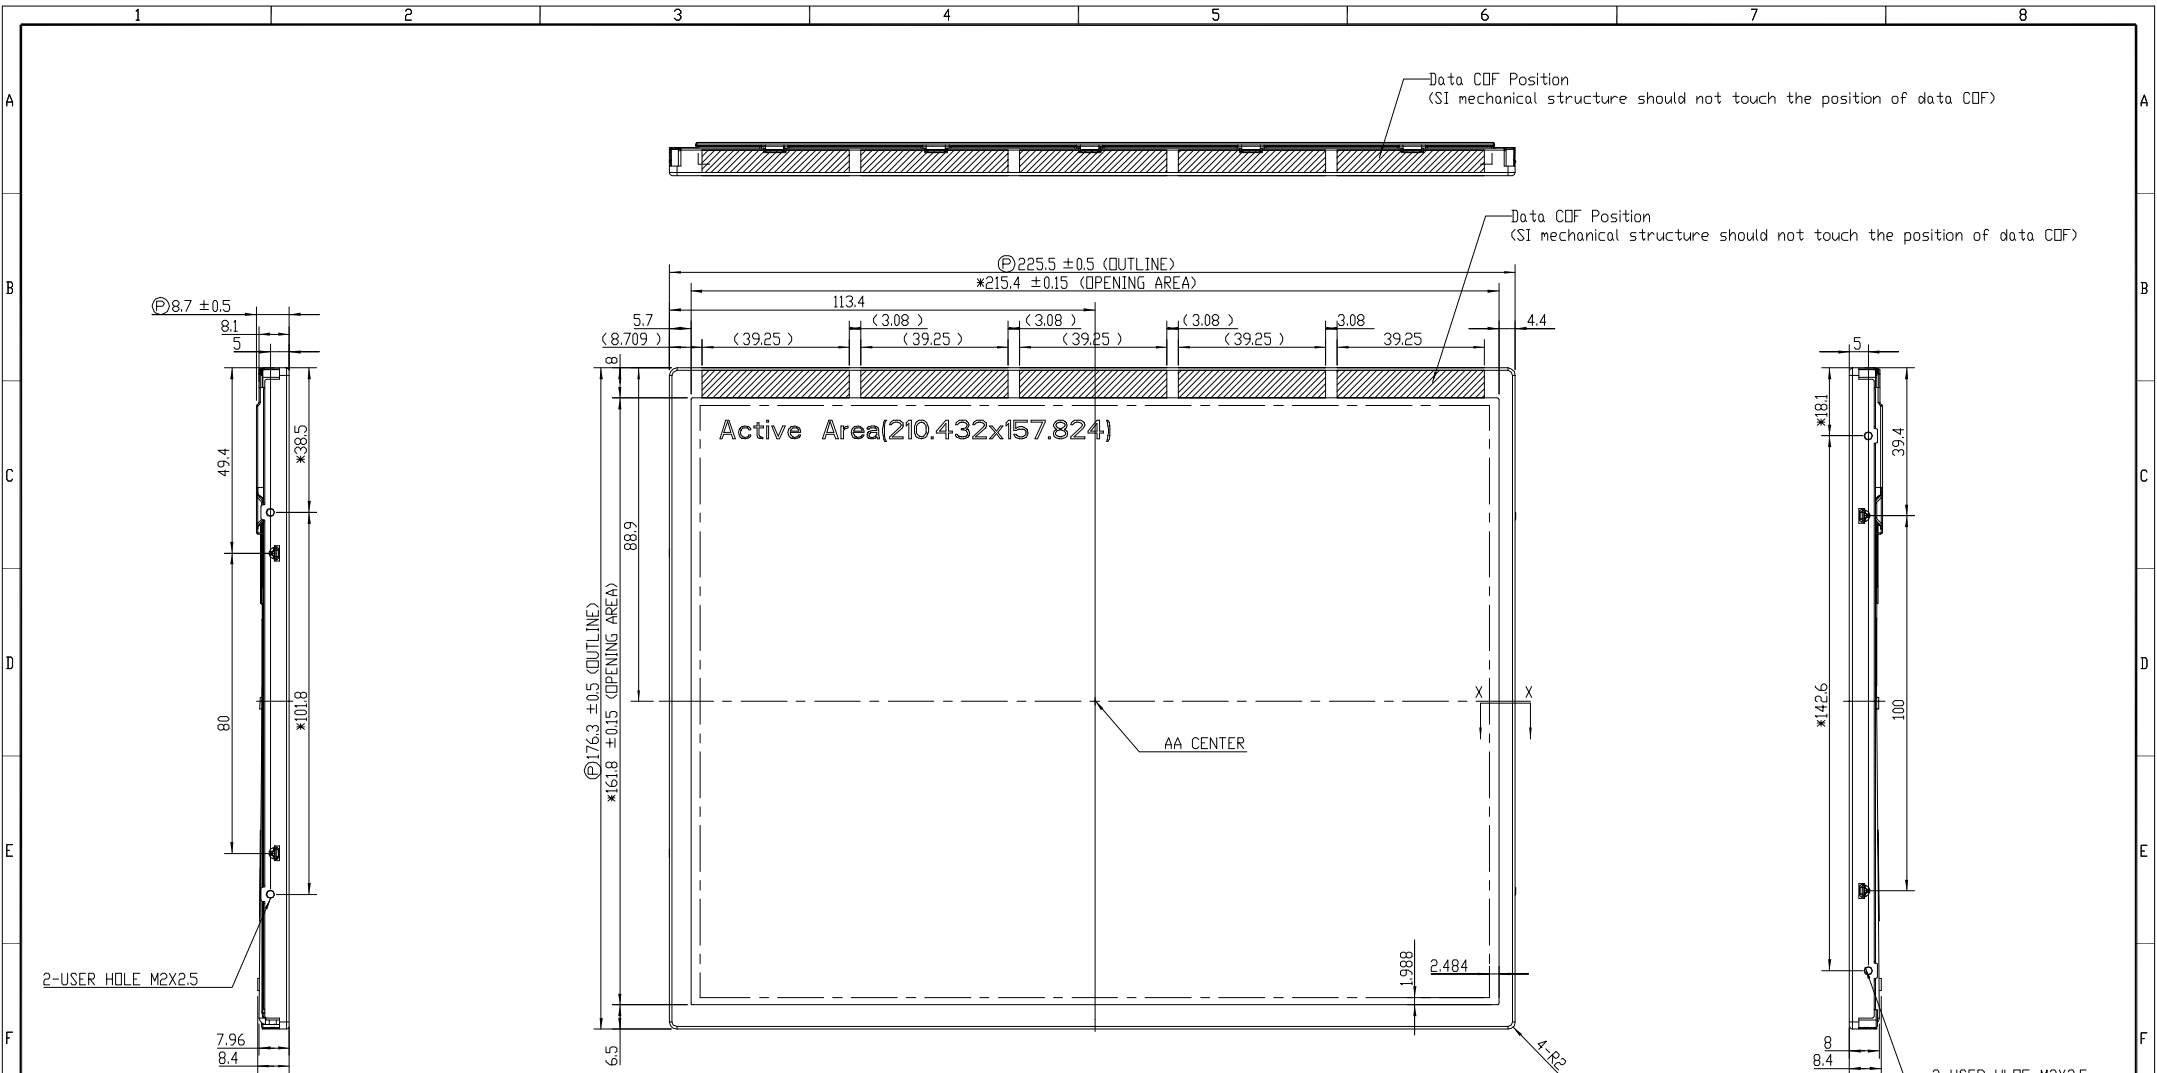 1 2 3 4 5 6 7 8
A A
Data COF Position
(SI mechanical structure should not touch the position of data COF)
Data COF Position
(SI mechanical structure should not touch the position of data COF)
B B
Ⓟ225.5 ±0.5 (OUTLINE)
*215.4 ±0.15 (OPENING AREA)
113.4
5.7 (3.08 ) (3.08 ) (3.08 ) 3.08 4.4
(8.709 ) (39.25 ) (39.25 ) (39.25 ) (39.25 ) 39.25
8
Ⓟ8.7 ±0.5
8.1
5
5
Active Area(210.432x157.824)
C C
49.4
*38.5
88.9
*18.1
39.4
D D
80
*101.8
Ⓟ176.3 ±0.5 (OUTLINE)
*161.8 ±0.15 (OPENING AREA)
X X
AA CENTER
*142.6
100
E E
2-USER HOLE M2X2.5
1.988
2.484
F F
7.96
8.4
6.5
4-R2
8
8.4
2-USER HLOE M2X2.5